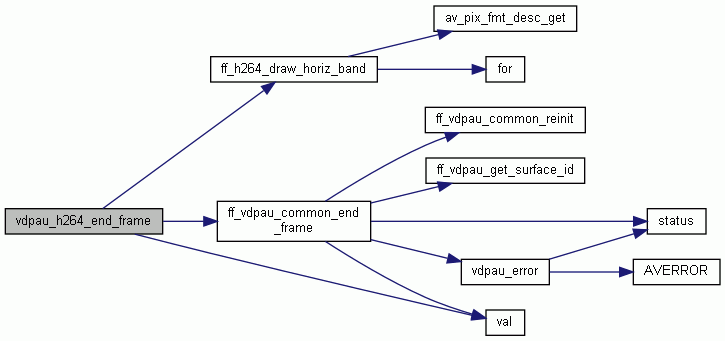 av_pix_fmt_desc_get
ff_h264_draw_horiz_band
for
ff_vdpau_common_reinit
ff_vdpau_get_surface_id
vdpau_h264_end_frame
ff_vdpau_common_end
_frame
status
vdpau_error
AVERROR
val